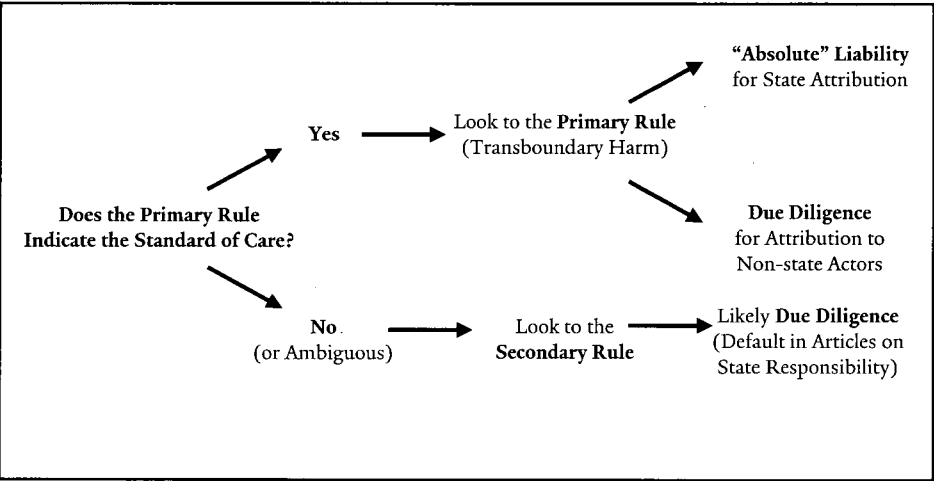 Does the Primary Rule
Indicate the Standard of Care?
Yes
Look to the Primary Rule
(Transboundary Harm)
“Absolute” Liability
for State Attribution
Due Diligence
for Attribution to
Non-state Actors
No
(or Ambiguous)
Look to the
Secondary Rule
Likely Due Diligence
(Default in Articles on
State Responsibility)